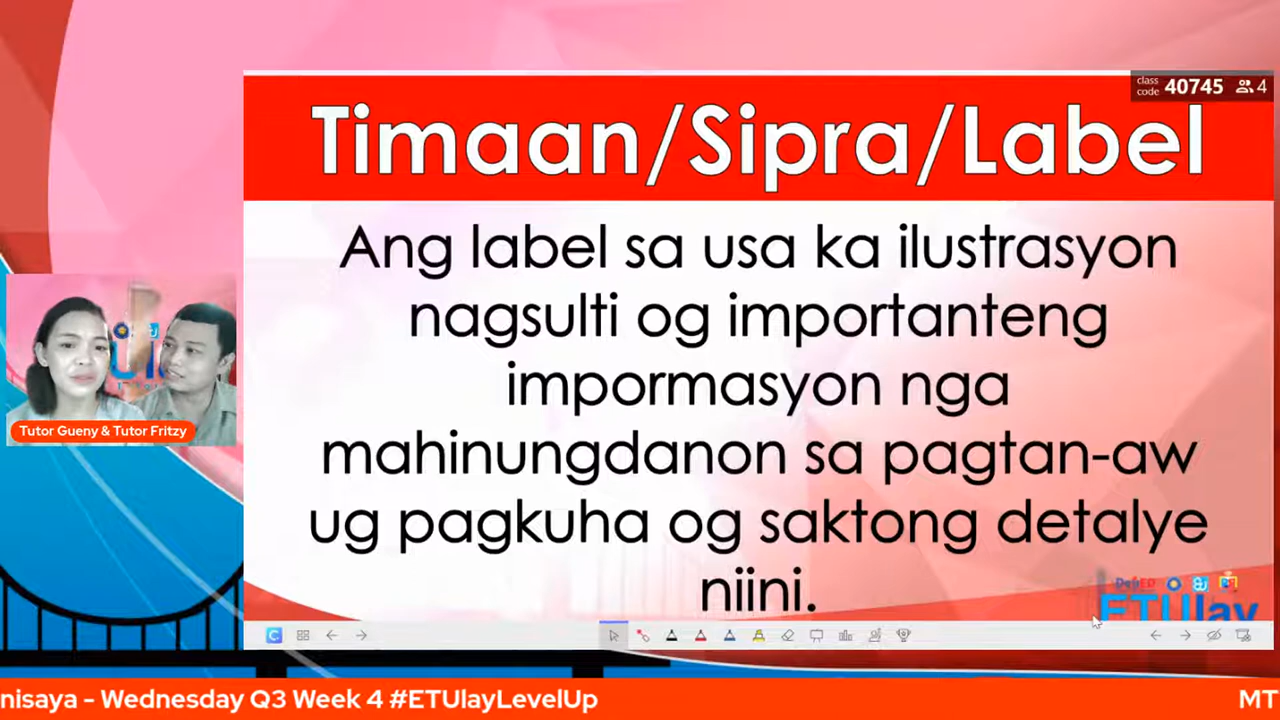 class code 40745 4
Timaan/Sipra/Label
Ang label sa usa ka ilustrasyon
nagsulti og importanteng
impormasyon nga
mahinungdanon sa pagtan-aw
ug pagkuha og saktong detalye
niini.
Tutor Gueny & Tutor Fritzy
DepED
ETUlay
nisaya - Wednesday Q3 Week 4 #ETUlayLevelUp
MT